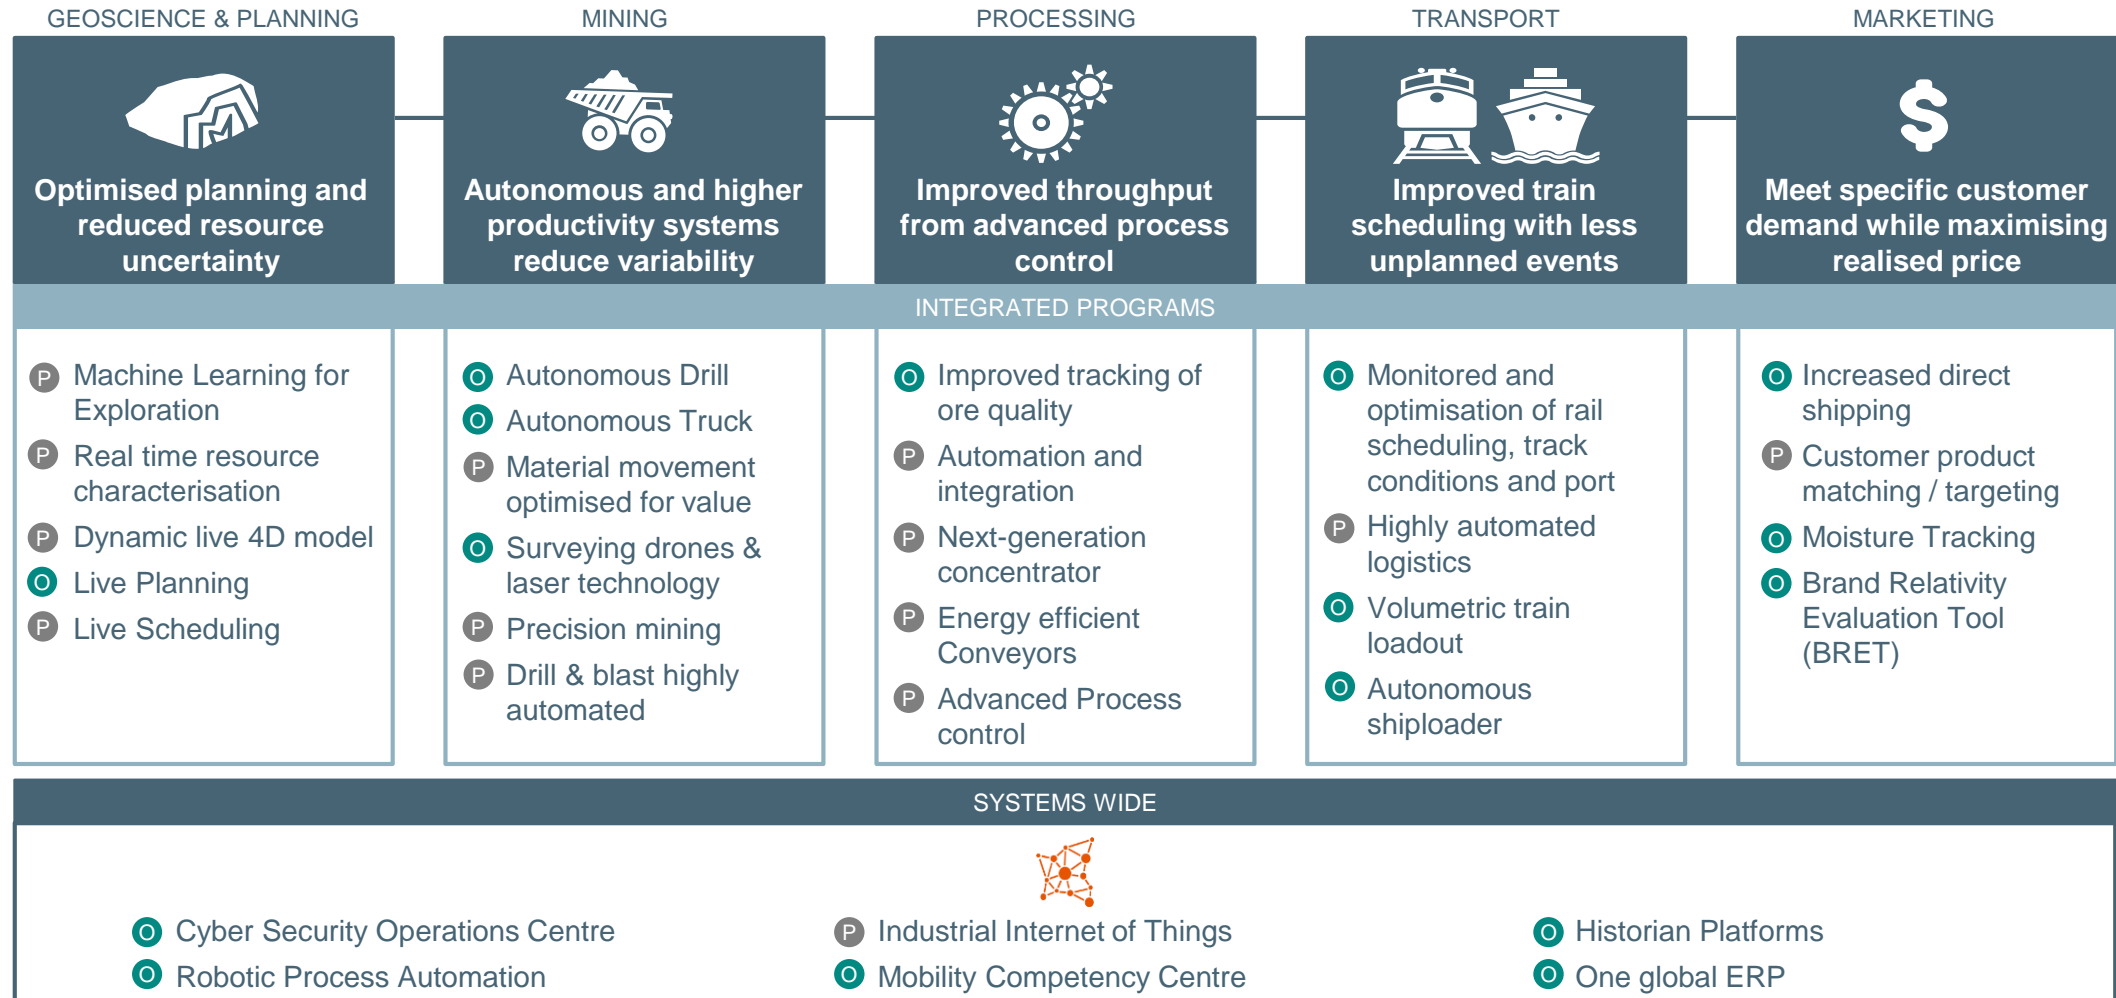 GEOSCIENCE & PLANNING
Optimised planning and
reduced resource
uncertainty
MINING
Autonomous and higher
productivity systems
reduce variability
PROCESSING
Improved throughput
from advanced process
control
TRANSPORT
Improved train
scheduling with less
unplanned events
MARKETING
$
Meet specific customer
demand while maximising
realised price
INTEGRATED PROGRAMS
P Machine Learning for
Exploration
P Real time resource
characterisation
P Dynamic live 4D model
O Live Planning
P Live Scheduling
O Autonomous Drill
O Autonomous Truck
P Material movement
optimised for value
O Surveying drones &
laser technology
P Precision mining
P Drill & blast highly
automated
O Improved tracking of
ore quality
P Automation and
integration
P Next-generation
concentrator
P Energy efficient
Conveyors
P Advanced Process
control
O Monitored and
optimisation of rail
scheduling, track
conditions and port
P Highly automated
logistics
O Volumetric train
loadout
O Autonomous
shiploader
O Increased direct
shipping
P Customer product
matching / targeting
O Moisture Tracking
O Brand Relativity
Evaluation Tool
(BRET)
SYSTEMS WIDE
O Cyber Security Operations Centre
O Robotic Process Automation
P Industrial Internet of Things
O Mobility Competency Centre
O Historian Platforms
O One global ERP